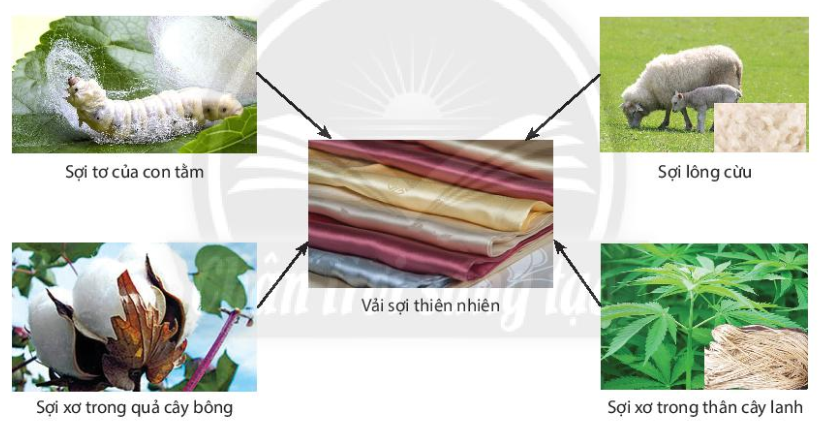 Sợi tơ của con tằm
Sợi lông cừu
Vải sợi thiên nhiên
Sợi xơ trong quả cây bông
Sợi xơ trong thân cây lanh